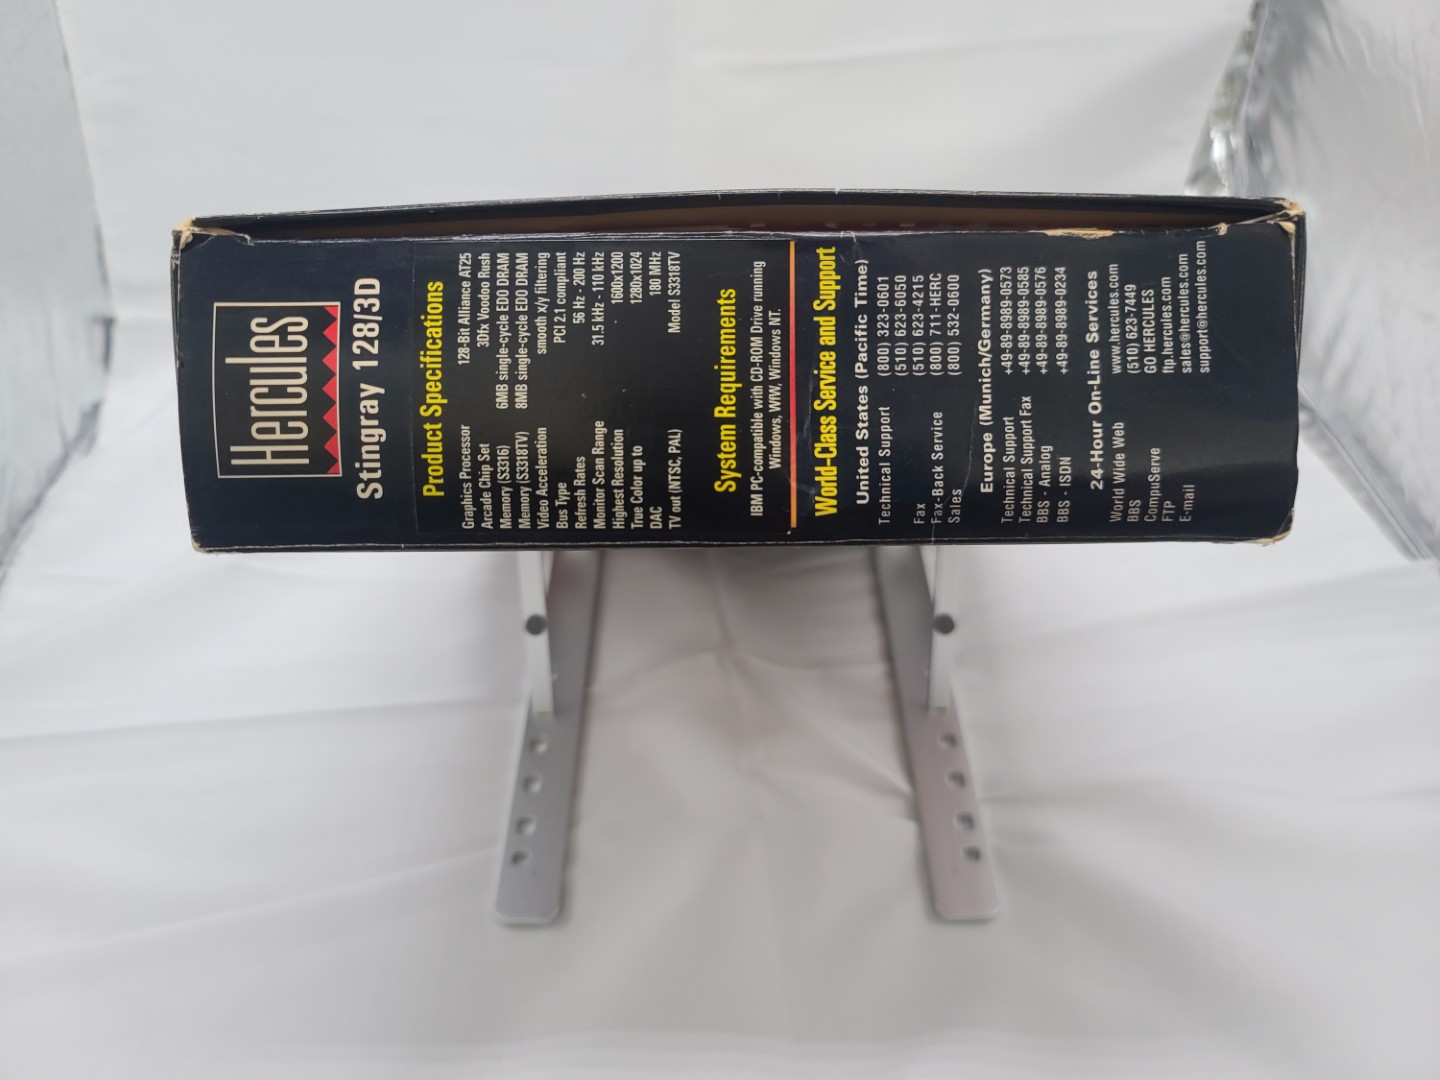 Hercules
Stingray 128/3D
Product Specifications
Graphics Processor 128-Bit Alliance AT25
Arcade Chip Set 3Dfx Voodoo Rush
Memory (S3316) 6MB single-cycle EDO DRAM
Memory (S3318TV) 8MB single-cycle EDO DRAM
Video Acceleration smooth x/y filtering
Bus Type PCI 2.1 compliant
Refresh Rates 56 Hz - 200 Hz
Monitor Scan Range 31.5 kHz - 110 kHz
Highest Resolution 1600x1200
True Color up to 1280x1024
DAC 180 MHz
TV out (NTSC, PAL) Model S3318TV
System Requirements
IBM PC-compatible with CD-ROM Drive running
Windows, WfW, Windows NT.
World-Class Service and Support
United States (Pacific Time)
Technical Support (800) 323-0601
(510) 623-6050
Fax (510) 623-4215
Fax-Back Service (800) 711-HERC
Sales (800) 532-0600
Europe (Munich/Germany)
Technical Support +49-89-8989-0573
Technical Support Fax +49-89-8989-0585
BBS - Analog +49-89-8989-0576
BBS - ISDN +49-89-8989-0234
24-Hour On-Line Services
World Wide Web www.hercules.com
BBS (510) 623-7449
CompuServe GO HERCULES
FTP ftp.hercules.com
E-mail sales@hercules.com
support@hercules.com